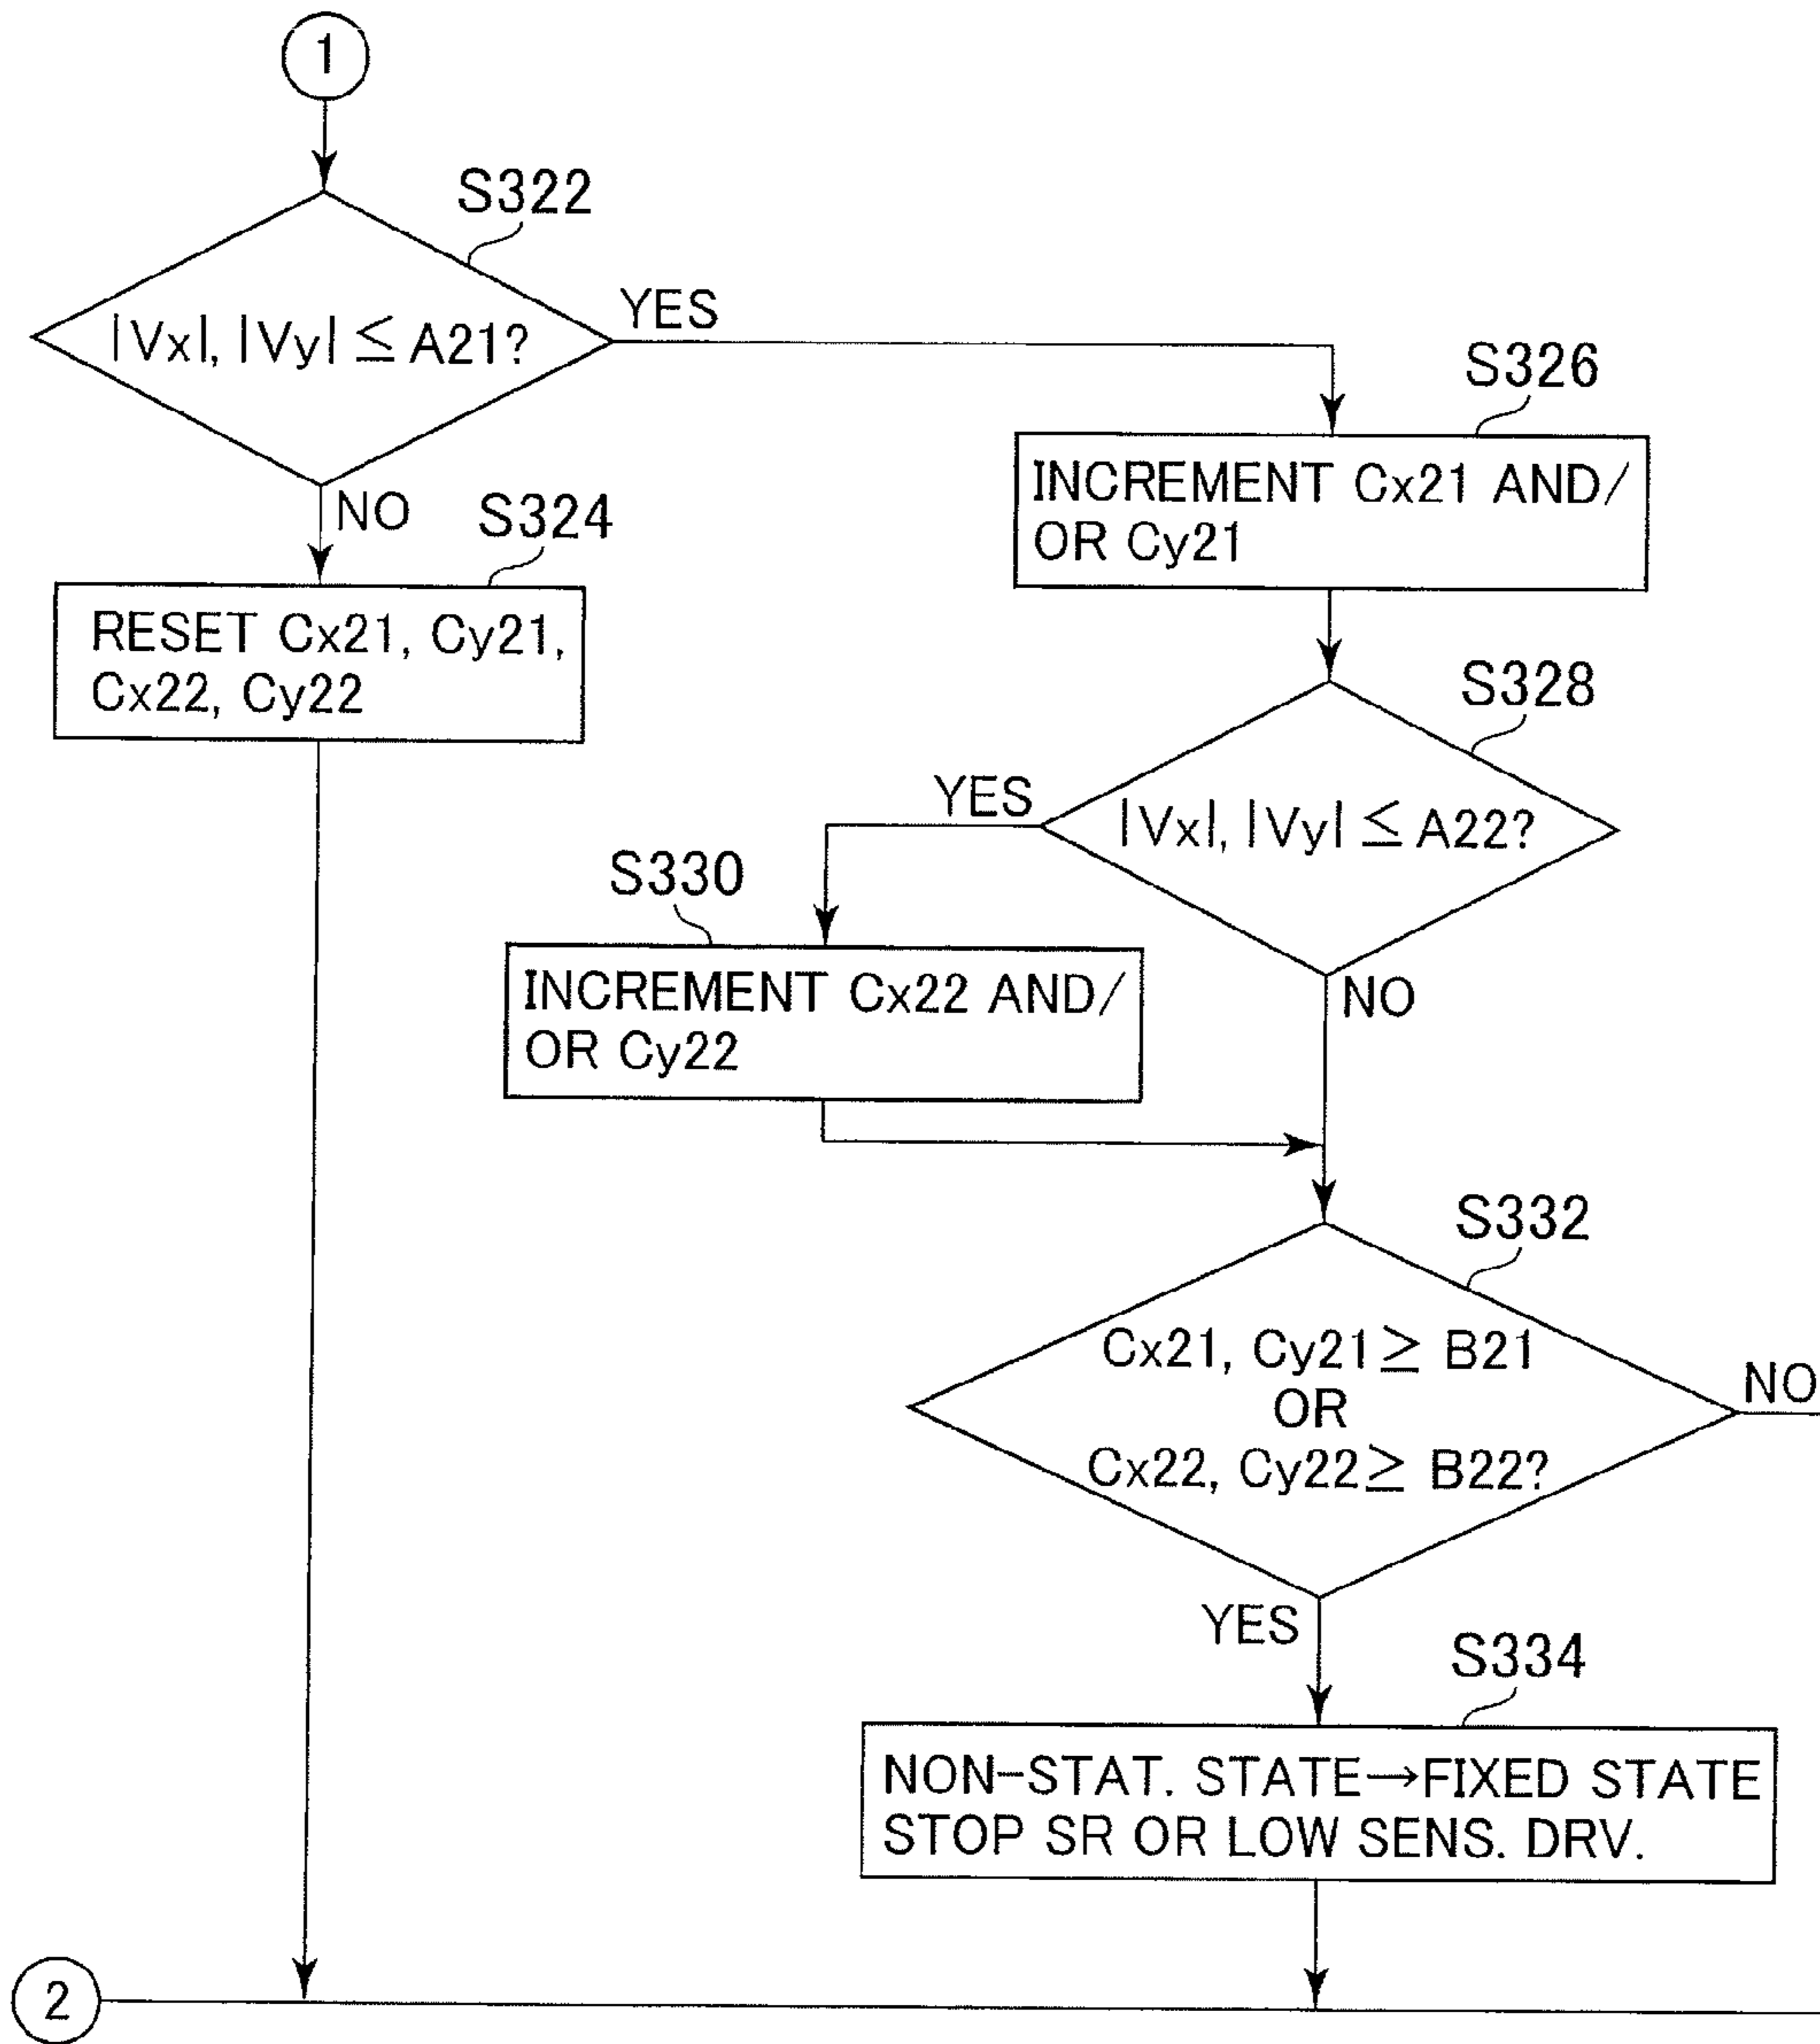 1
S322
|Vx|, |Vy| ≦ A21?
YES
NO
S324
RESET Cx21, Cy21,
Cx22, Cy22
S326
INCREMENT Cx21 AND/
OR Cy21
S328
|Vx|, |Vy| ≦ A22?
YES
NO
S330
INCREMENT Cx22 AND/
OR Cy22
S332
Cx21, Cy21 ≧ B21
OR
Cx22, Cy22 ≧ B22?
NO
YES
S334
NON-STAT. STATE→FIXED STATE
STOP SR OR LOW SENS. DRV.
2